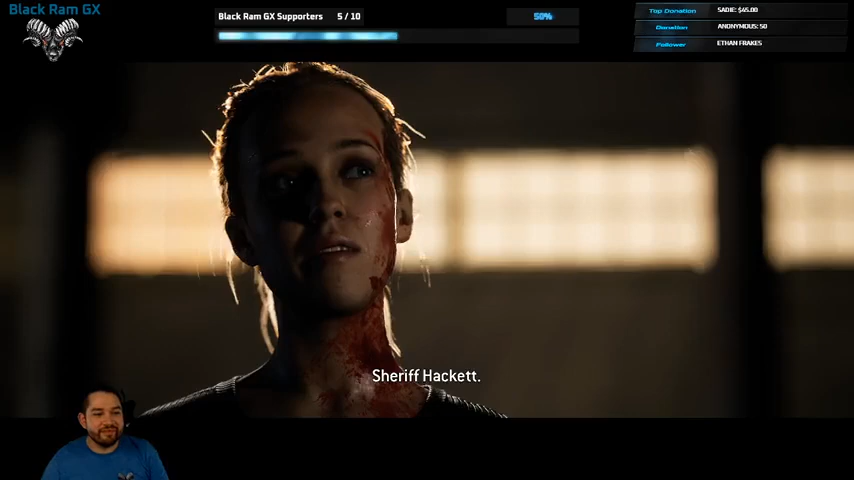 Black Ram GX
Black Ram GX Supporters 5 / 10
50%
Top Donation SADIE: $45.00
Donation ANONYMOUS: 50
Follower ETHAN FRAKES
Sheriff Hackett.